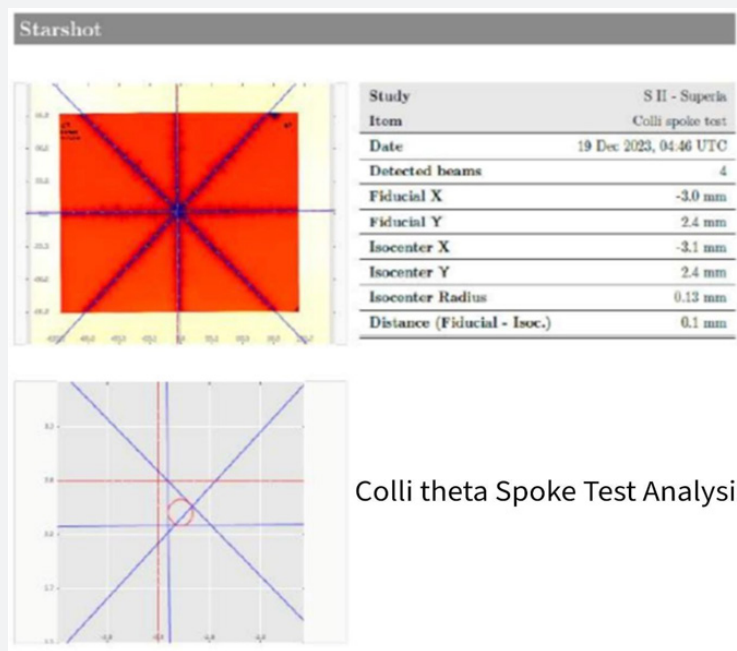 Starshot
Study S II - Superia
Item Colli spoke test
Date 19 Dec 2023, 04:46 UTC
Detected beams 4
Fiducial X -3.0 mm
Fiducial Y 2.4 mm
Isocenter X -3.1 mm
Isocenter Y 2.4 mm
Isocenter Radius 0.13 mm
Distance (Fiducial - Isoc.) 0.1 mm
Colli theta Spoke Test Analysi